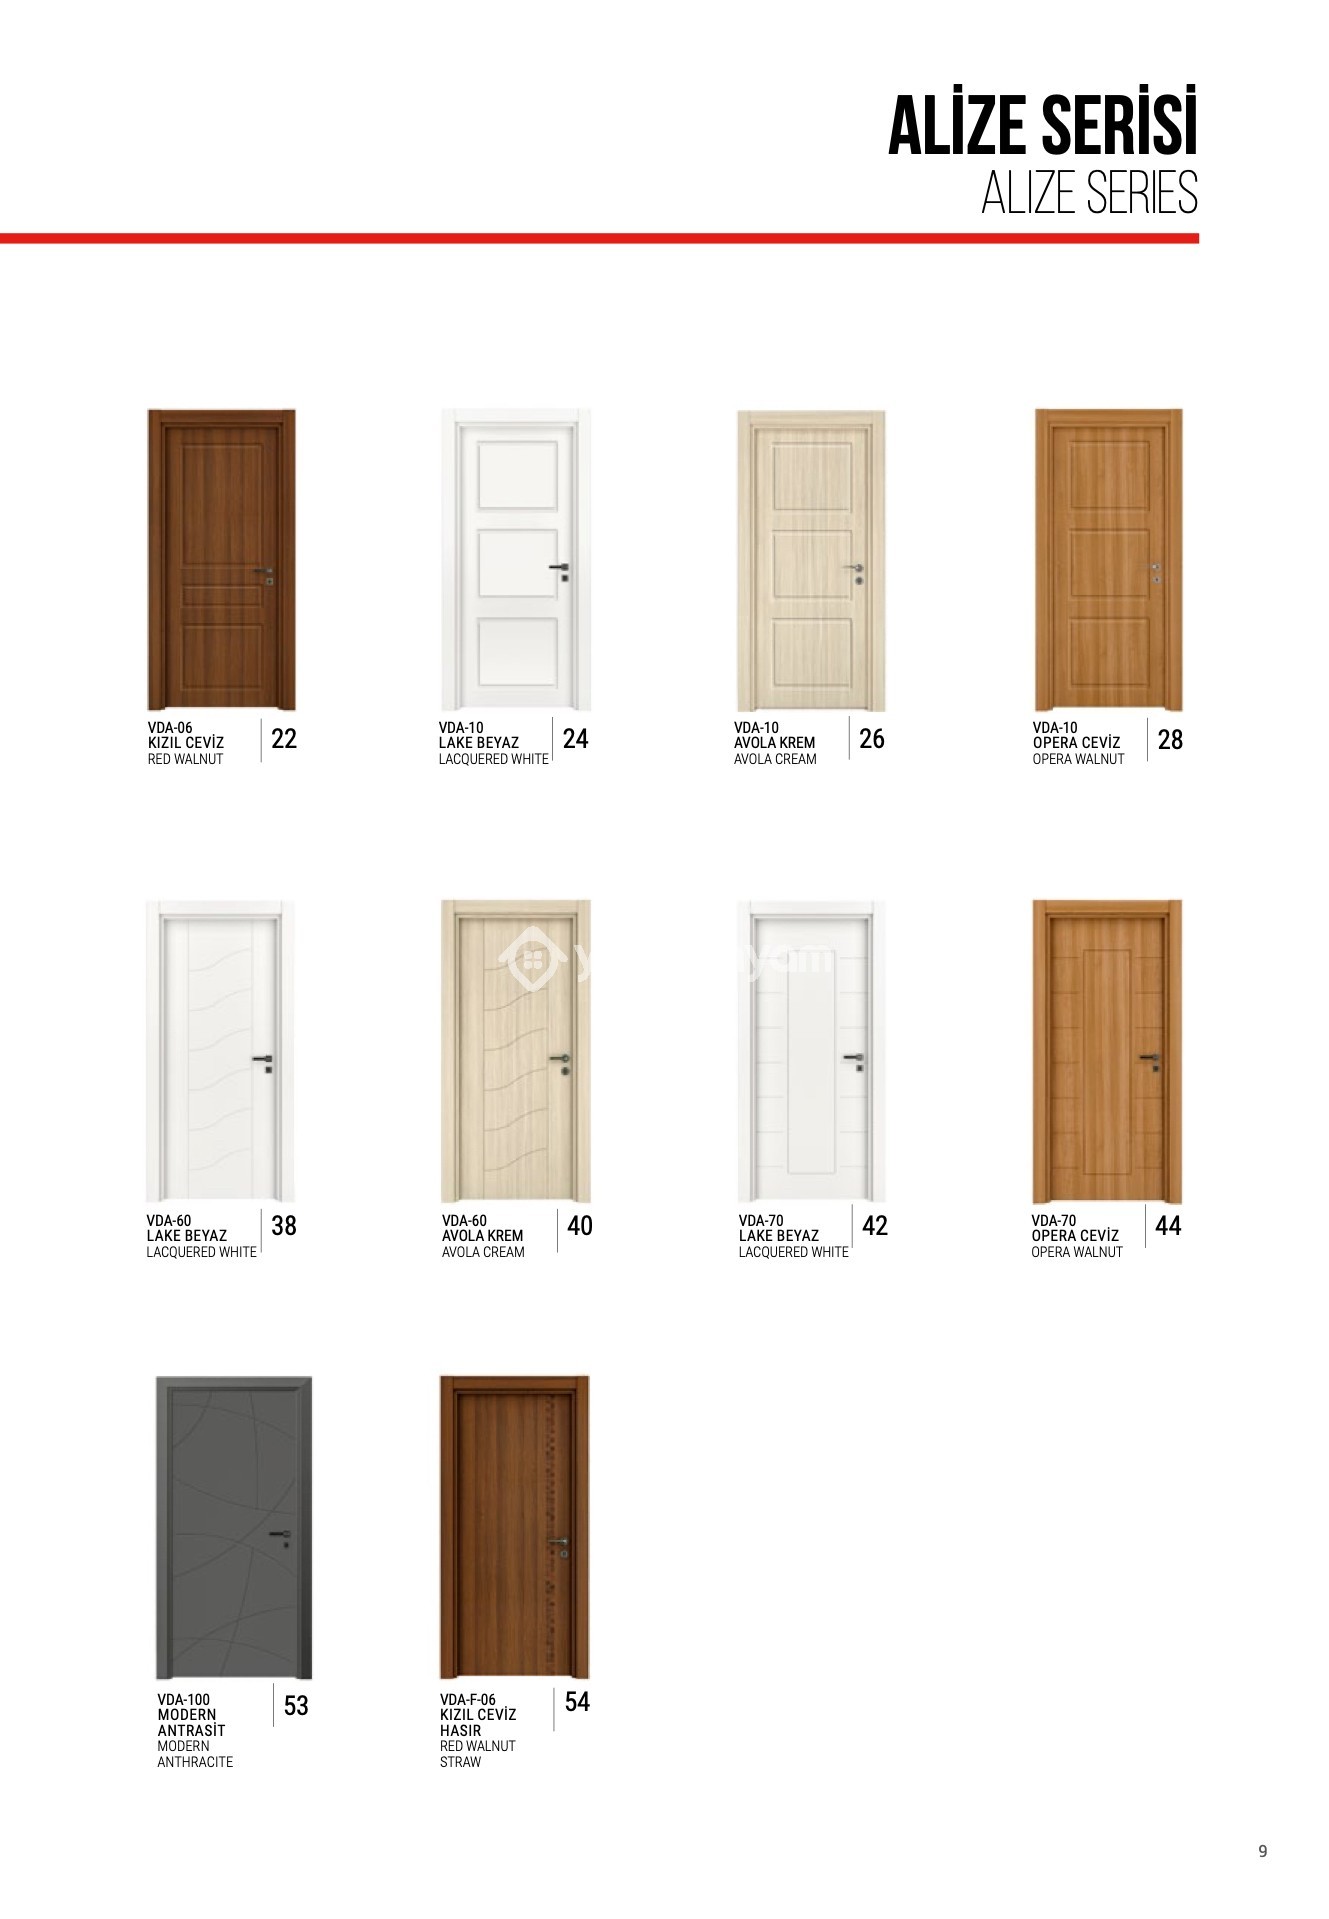 ALİZE SERİSİ
ALIZE SERIES
VDA-06
KIZIL CEVİZ
RED WALNUT
22
VDA-10
LAKE BEYAZ
LACQUERED WHITE
24
VDA-10
AVOLA KREM
AVOLA CREAM
26
VDA-10
OPERA CEVİZ
OPERA WALNUT
28
VDA-60
LAKE BEYAZ
LACQUERED WHITE
38
VDA-60
AVOLA KREM
AVOLA CREAM
40
VDA-70
LAKE BEYAZ
LACQUERED WHITE
42
VDA-70
OPERA CEVİZ
OPERA WALNUT
44
VDA-100
MODERN
ANTRASİT
MODERN
ANTHRACITE
53
VDA-F-06
KIZIL CEVİZ
HASIR
RED WALNUT
STRAW
54
9